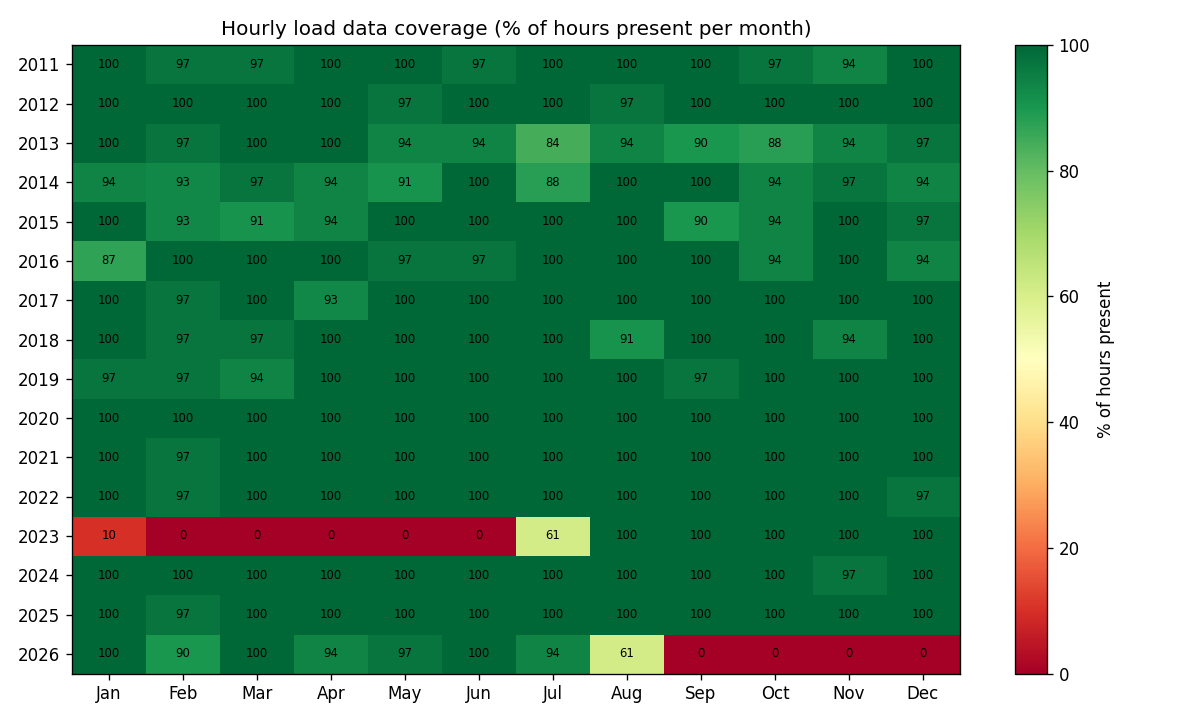 Hourly load data coverage (% of hours present per month)
2011 100 97 97 100 100 97 100 100 100 97 94 100
2012 100 100 100 100 97 100 100 97 100 100 100 100
2013 100 97 100 100 94 94 84 94 90 88 94 97
2014 94 93 97 94 91 100 88 100 100 94 97 94
2015 100 93 91 94 100 100 100 100 90 94 100 97
2016 87 100 100 100 97 97 100 100 100 94 100 94
2017 100 97 100 93 100 100 100 100 100 100 100 100
2018 100 97 97 100 100 100 100 91 100 100 94 100
2019 97 97 94 100 100 100 100 100 97 100 100 100
2020 100 100 100 100 100 100 100 100 100 100 100 100
2021 100 97 100 100 100 100 100 100 100 100 100 100
2022 100 97 100 100 100 100 100 100 100 100 100 97
2023 10 0 0 0 0 0 61 100 100 100 100 100
2024 100 100 100 100 100 100 100 100 100 100 97 100
2025 100 97 100 100 100 100 100 100 100 100 100 100
2026 100 90 100 94 97 100 94 61 0 0 0 0
Jan Feb Mar Apr May Jun Jul Aug Sep Oct Nov Dec
100
80
60
40
20
0
% of hours present